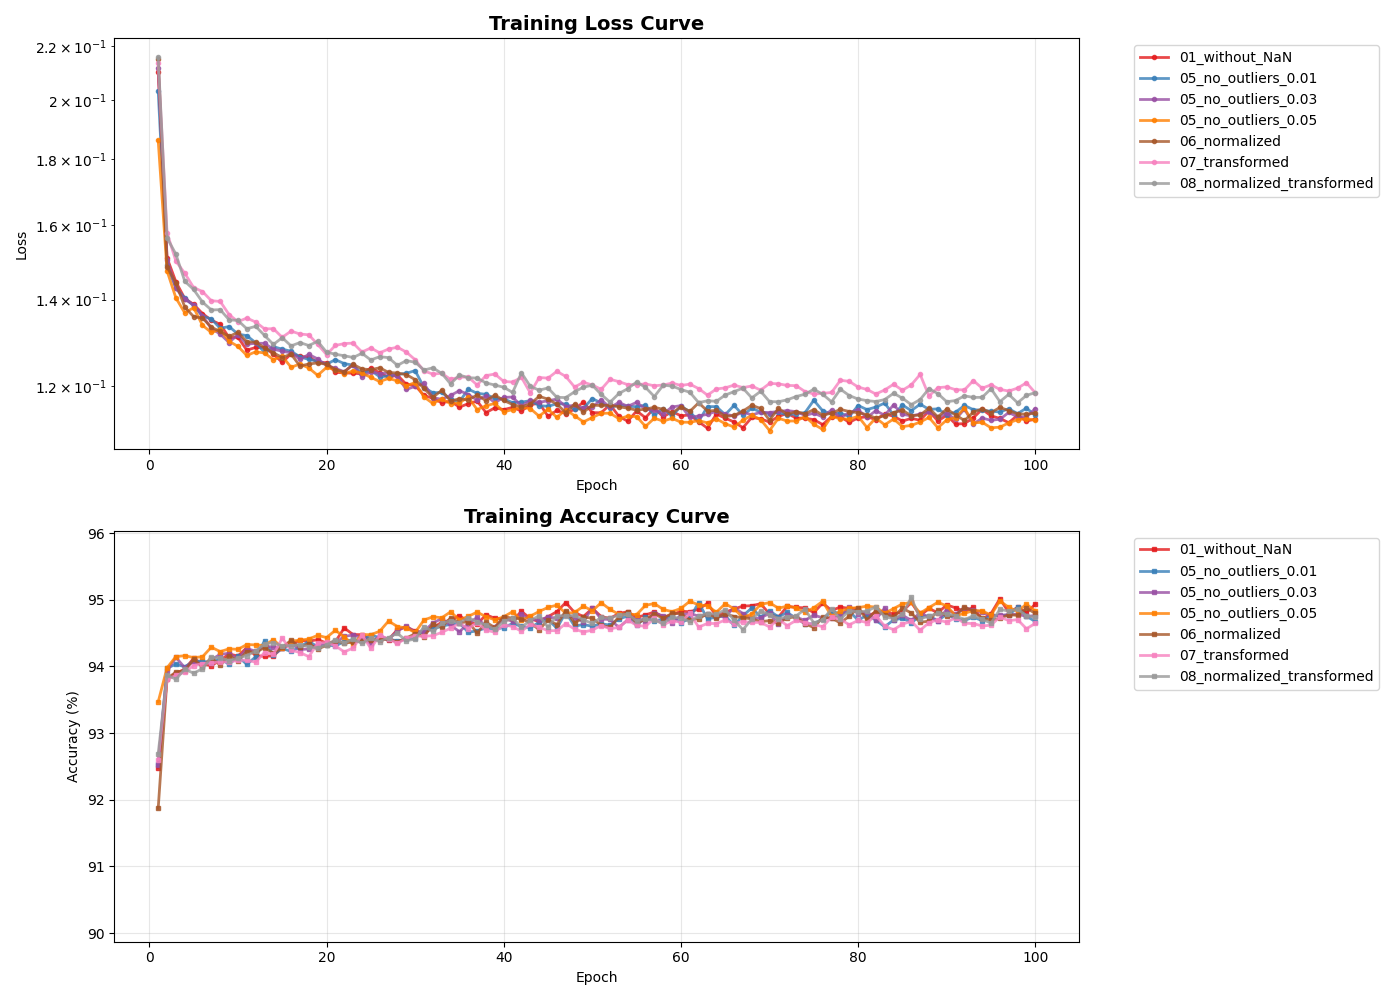 Training Loss Curve
2.2 × 10⁻¹
2 × 10⁻¹
1.8 × 10⁻¹
1.6 × 10⁻¹
1.4 × 10⁻¹
1.2 × 10⁻¹
Loss
0 20 40 60 80 100
Epoch
01_without_NaN
05_no_outliers_0.01
05_no_outliers_0.03
05_no_outliers_0.05
06_normalized
07_transformed
08_normalized_transformed
Training Accuracy Curve
96
95
94
93
92
91
90
Accuracy (%)
0 20 40 60 80 100
Epoch
01_without_NaN
05_no_outliers_0.01
05_no_outliers_0.03
05_no_outliers_0.05
06_normalized
07_transformed
08_normalized_transformed